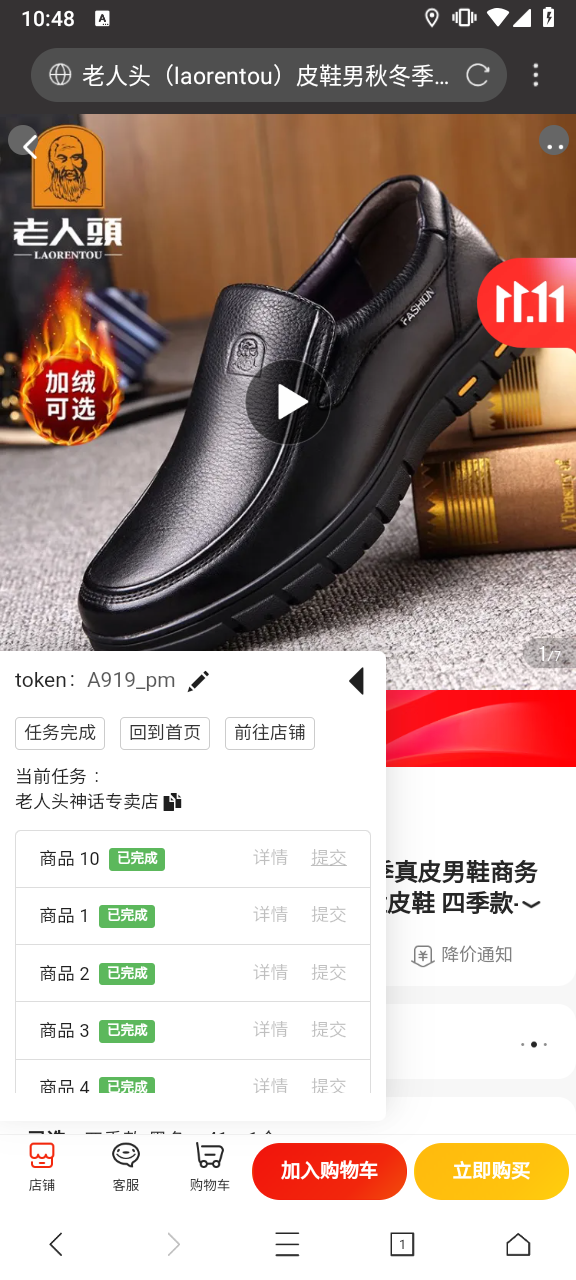 10:48
A
老人头（laorentou）皮鞋男秋冬季...
老人頭
LAORENTOU
11.11
FASHION
加绒
可选
A Treasury of
1/7
token： A919_pm
任务完成 回到首页 前往店铺
当前任务：
老人头神话专卖店
商品 10 已完成 详情 提交
季真皮男鞋商务
皮鞋 四季款·
商品 1 已完成 详情 提交
降价通知
商品 2 已完成 详情 提交
商品 3 已完成 详情 提交
商品 4 已完成 详情 提交
店铺 客服 购物车 加入购物车 立即购买
1